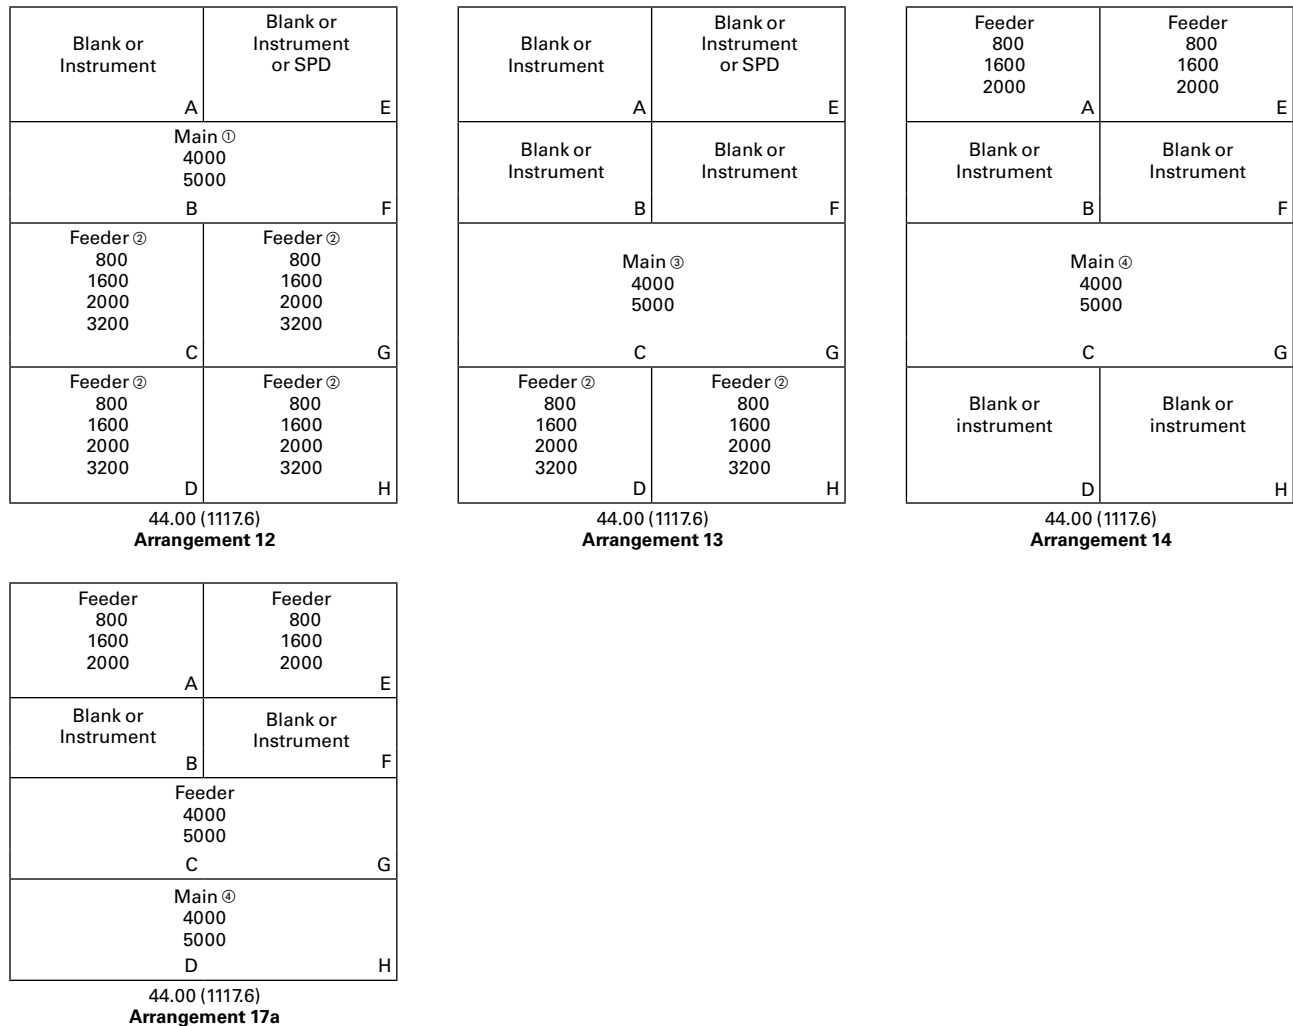 Blank or
Instrument
A
Blank or
Instrument
or SPD
E
Main ①
4000
5000
B
F
Feeder ②
800
1600
2000
3200
C
Feeder ②
800
1600
2000
3200
G
Feeder ②
800
1600
2000
3200
D
Feeder ②
800
1600
2000
3200
H
44.00 (1117.6)
Arrangement 12
Blank or
Instrument
A
Blank or
Instrument
or SPD
E
Blank or
Instrument
B
Blank or
Instrument
F
Main ③
4000
5000
C
G
Feeder ②
800
1600
2000
3200
D
Feeder ②
800
1600
2000
3200
H
44.00 (1117.6)
Arrangement 13
Feeder
800
1600
2000
A
Feeder
800
1600
2000
E
Blank or
Instrument
B
Blank or
Instrument
F
Main ④
4000
5000
C
G
Blank or
instrument
D
Blank or
instrument
H
44.00 (1117.6)
Arrangement 14
Feeder
800
1600
2000
A
Feeder
800
1600
2000
E
Blank or
Instrument
B
Blank or
Instrument
F
Feeder
4000
5000
C
G
Main ④
4000
5000
D
H
44.00 (1117.6)
Arrangement 17a